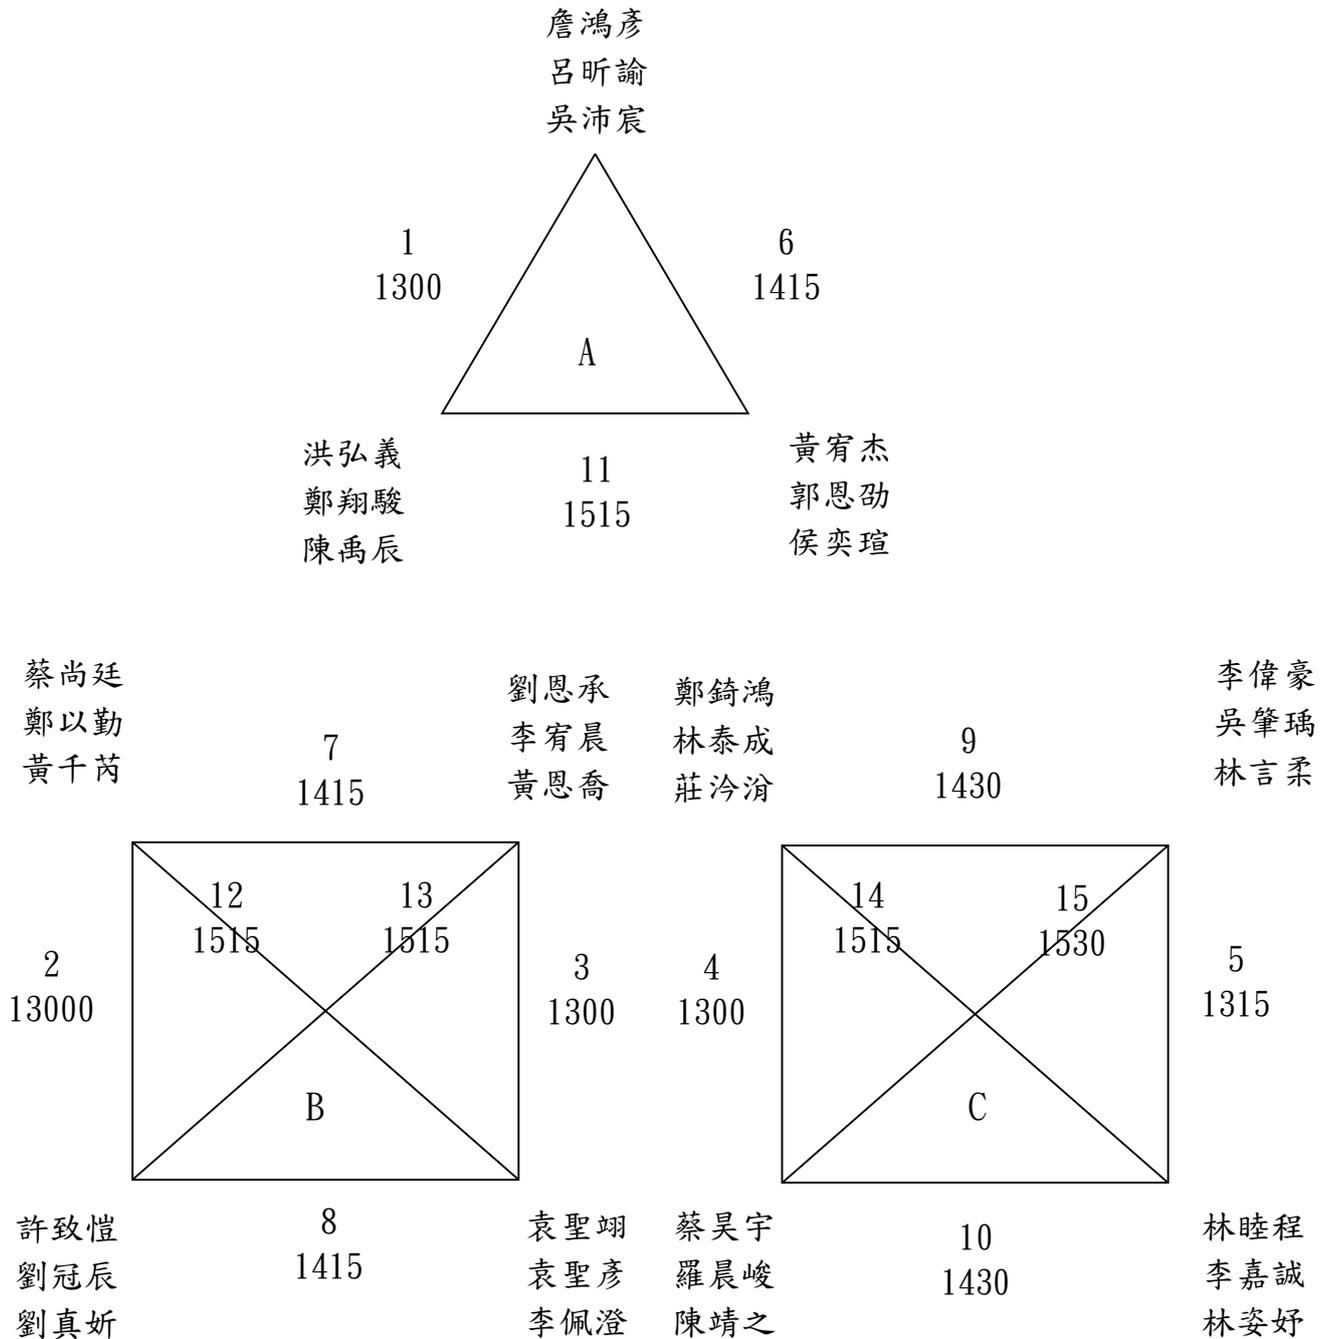 詹鴻彥
呂昕諭
吳沛宸
1
1300
6
1415
A
洪弘義
鄭翔駿
陳禹辰
11
1515
黃宥杰
郭恩劭
侯奕瑄
蔡尚廷
鄭以勤
黃千芮
7
1415
劉恩承
李宥晨
黃恩喬
鄭錡鴻
林泰成
莊汵湝
9
1430
李偉豪
吳肇瑀
林言柔
12
1515
13
1515
2
13000
3
1300
B
14
1515
15
1530
4
1300
5
1315
C
許致愷
劉冠辰
劉真妡
8
1415
袁聖翊
袁聖彥
李佩澄
蔡昊宇
羅晨峻
陳靖之
10
1430
林睦程
李嘉誠
林姿妤